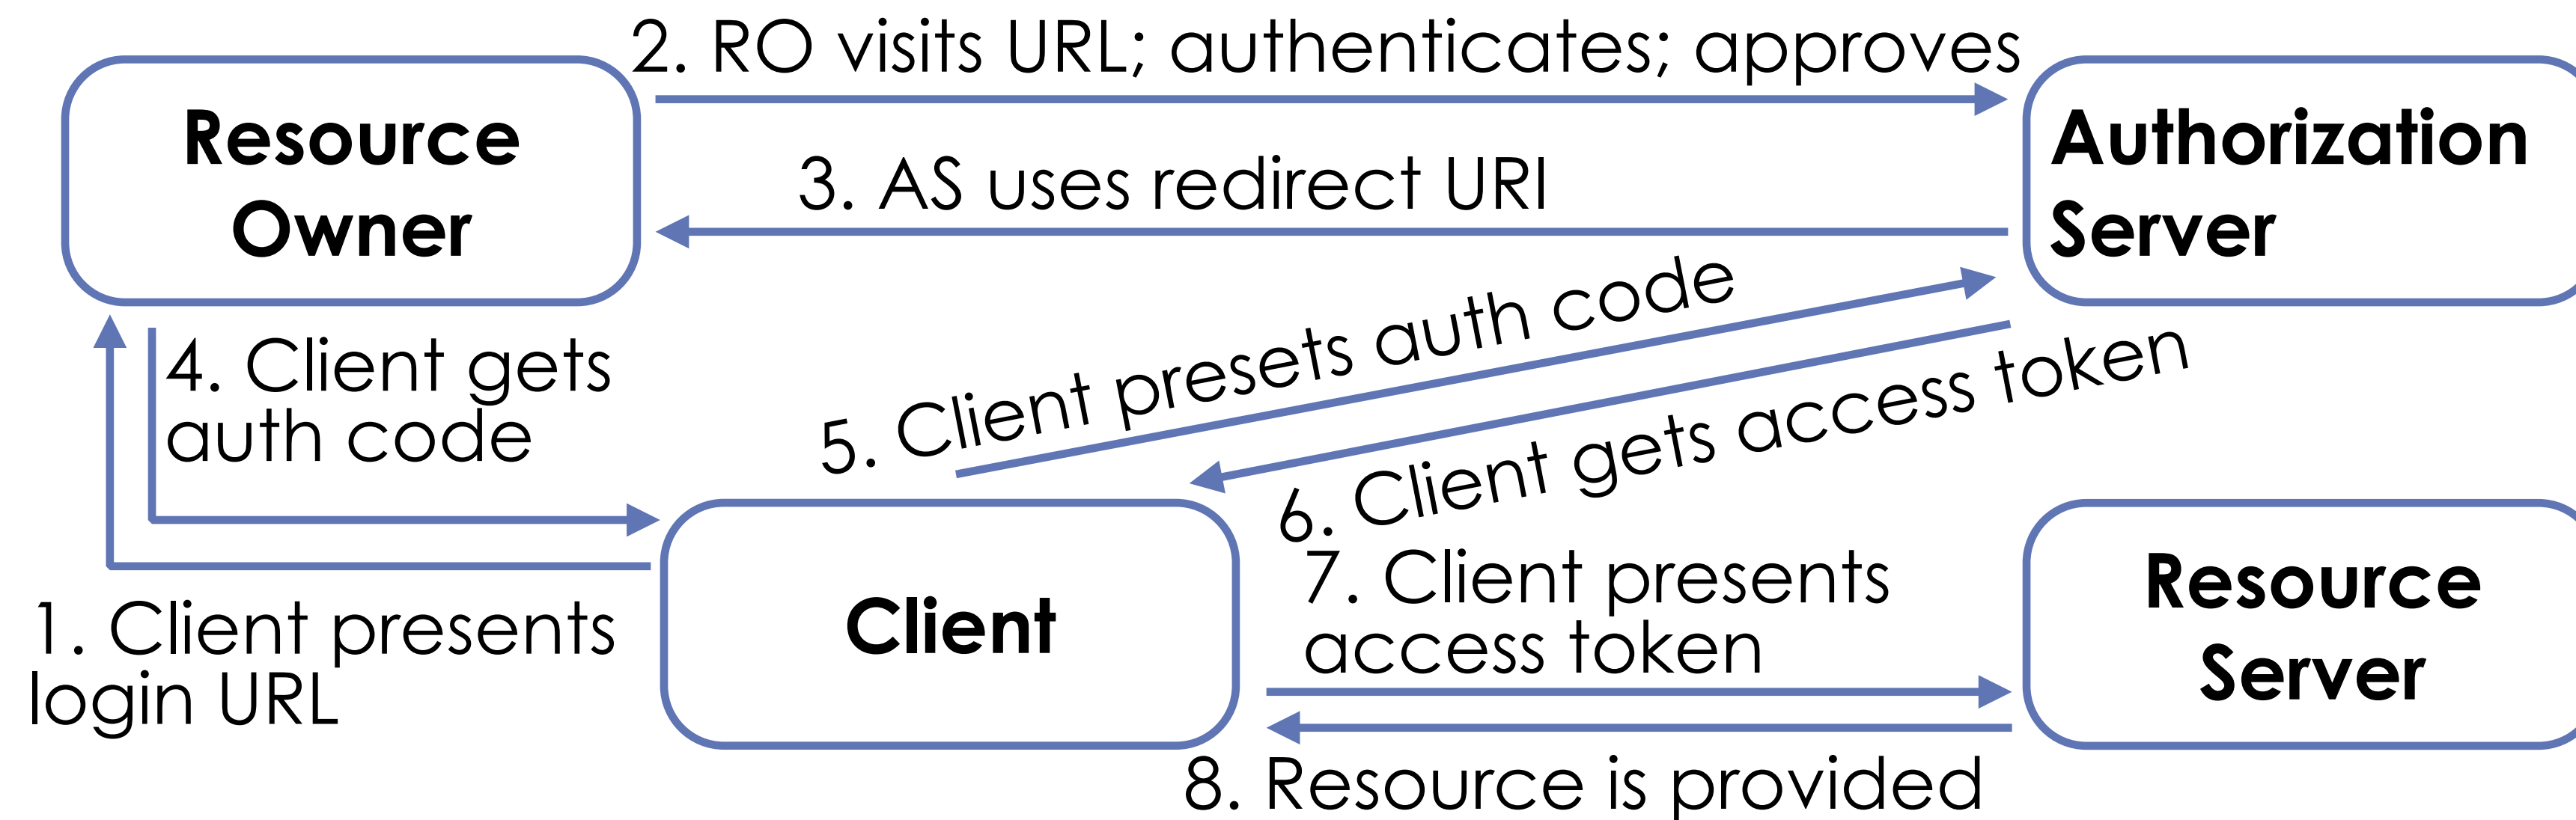 2. RO visits URL; authenticates; approves
Resource
Owner
Authorization
Server
3. AS uses redirect URI
4. Client gets
auth code
5. Client presets auth code
6. Client gets access token
1. Client presents
login URL
Client
7. Client presents
access token
Resource
Server
8. Resource is provided